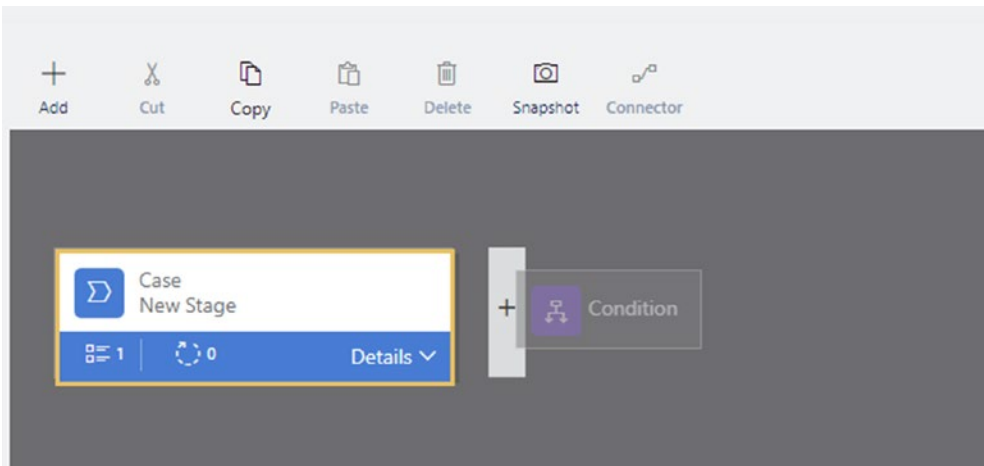 Add Cut Copy Paste Delete Snapshot Connector
Case
New Stage
+ Condition
1 0 Details